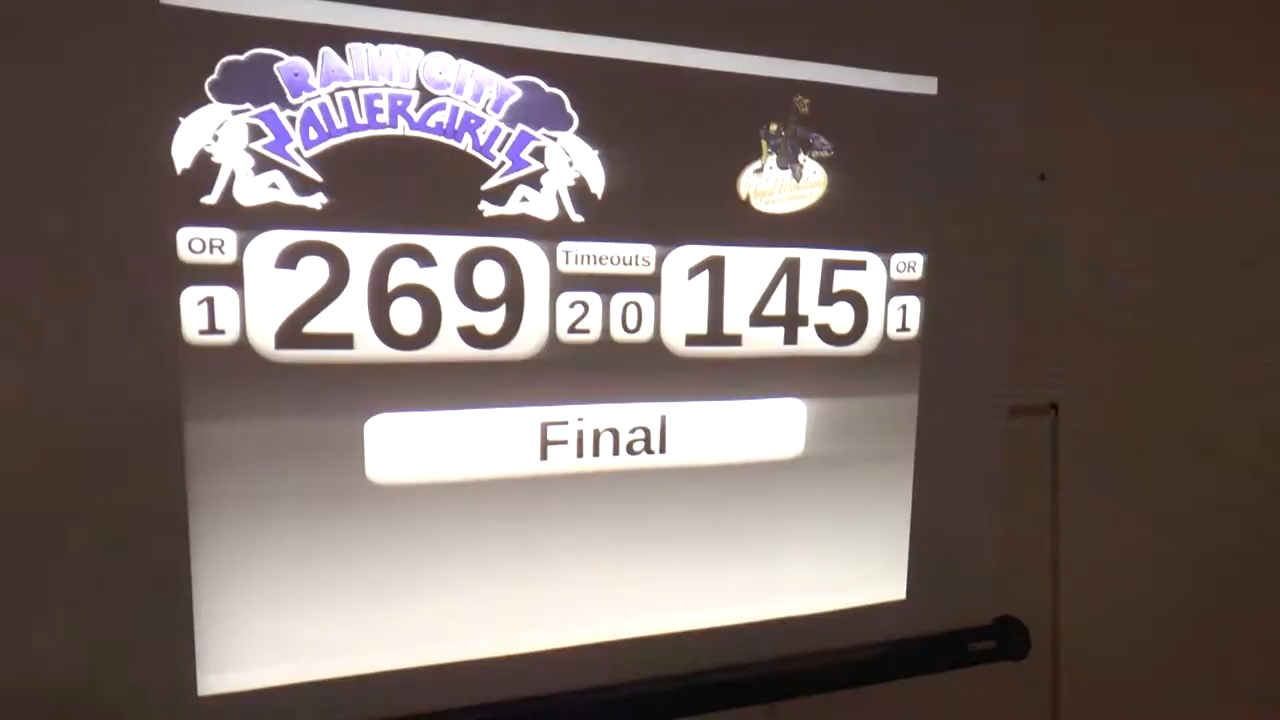 RAINY CITY
ROLLERGIRLS
OR
269
Timeouts
145
OR
1
2
0
1
Final